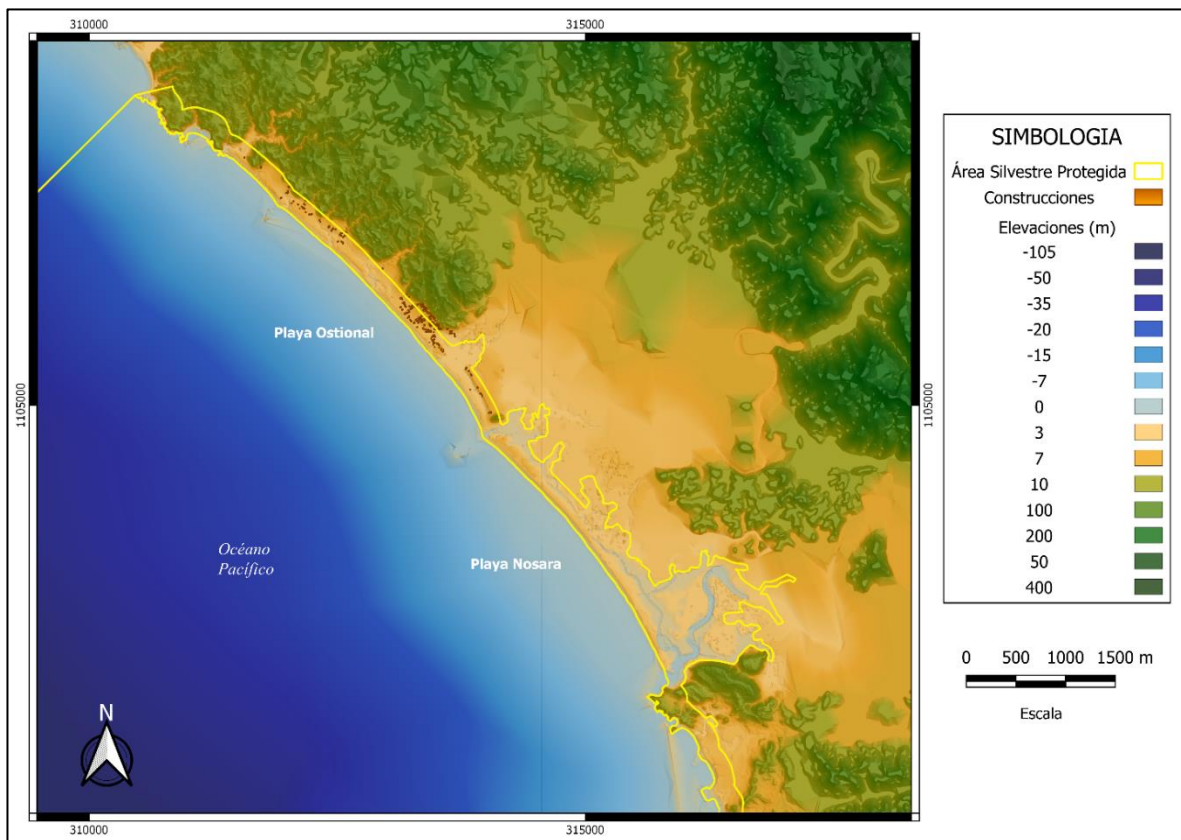 310000
315000
1105000
1105000
Playa Ostional
Playa Nosara
Océano
Pacífico
N
310000
315000
SIMBOLOGIA
Área Silvestre Protegida
Construcciones
Elevaciones (m)
-105
-50
-35
-20
-15
-7
0
3
7
10
100
200
50
400
0 500 1000 1500 m
Escala